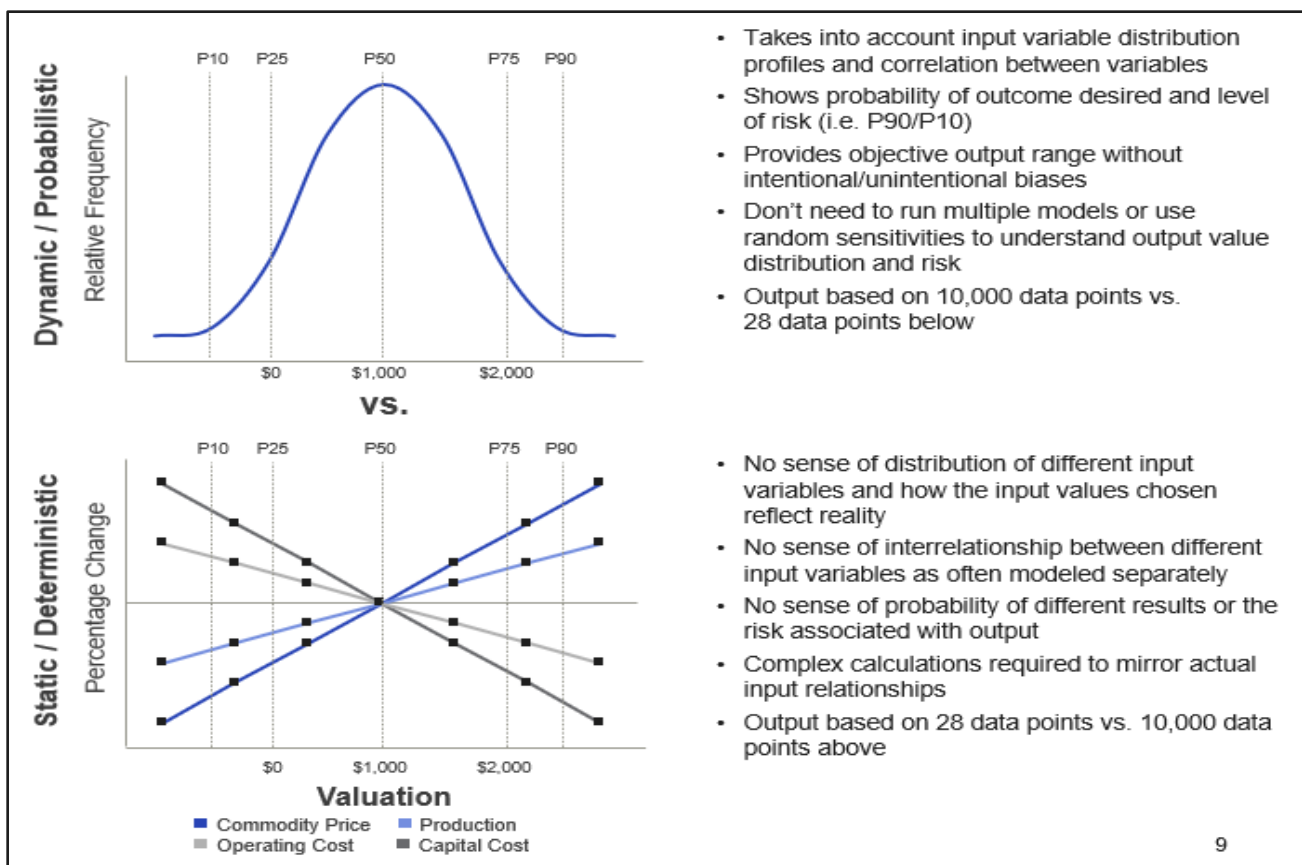 Dynamic / Probabilistic
Relative Frequency
P10 P25 P50 P75 P90
$0 $1,000 $2,000
• Takes into account input variable distribution
profiles and correlation between variables
• Shows probability of outcome desired and level
of risk (i.e. P90/P10)
• Provides objective output range without
intentional/unintentional biases
• Don't need to run multiple models or use
random sensitivities to understand output value
distribution and risk
• Output based on 10,000 data points vs.
28 data points below
vs.
Static / Deterministic
Percentage Change
P10 P25 P50 P75 P90
$0 $1,000 $2,000
Valuation
Commodity Price Production
Operating Cost Capital Cost
• No sense of distribution of different input
variables and how the input values chosen
reflect reality
• No sense of interrelationship between different
input variables as often modeled separately
• No sense of probability of different results or the
risk associated with output
• Complex calculations required to mirror actual
input relationships
• Output based on 28 data points vs. 10,000 data
points above
9